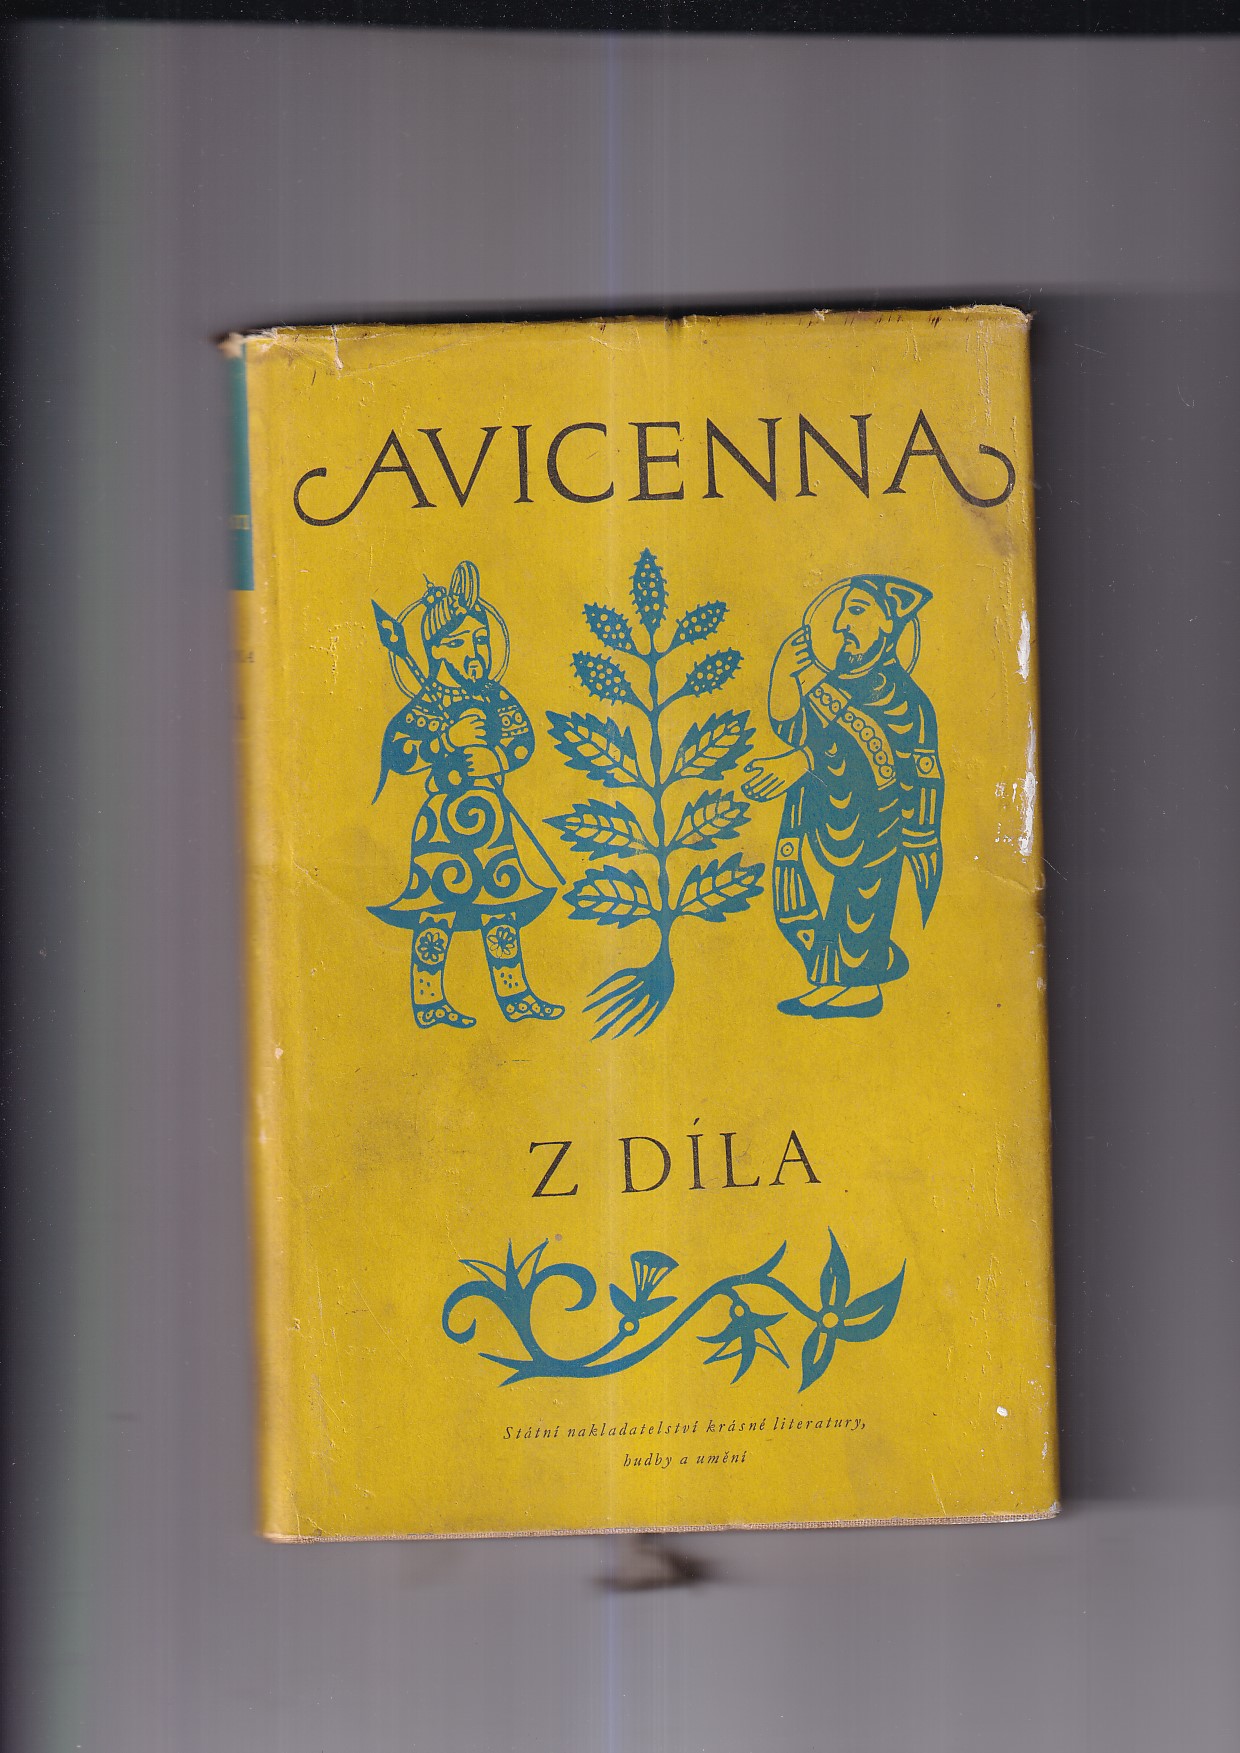 AVICENNA
Z DÍLA
Státní nakladatelství krásné literatury,
hudby a umění